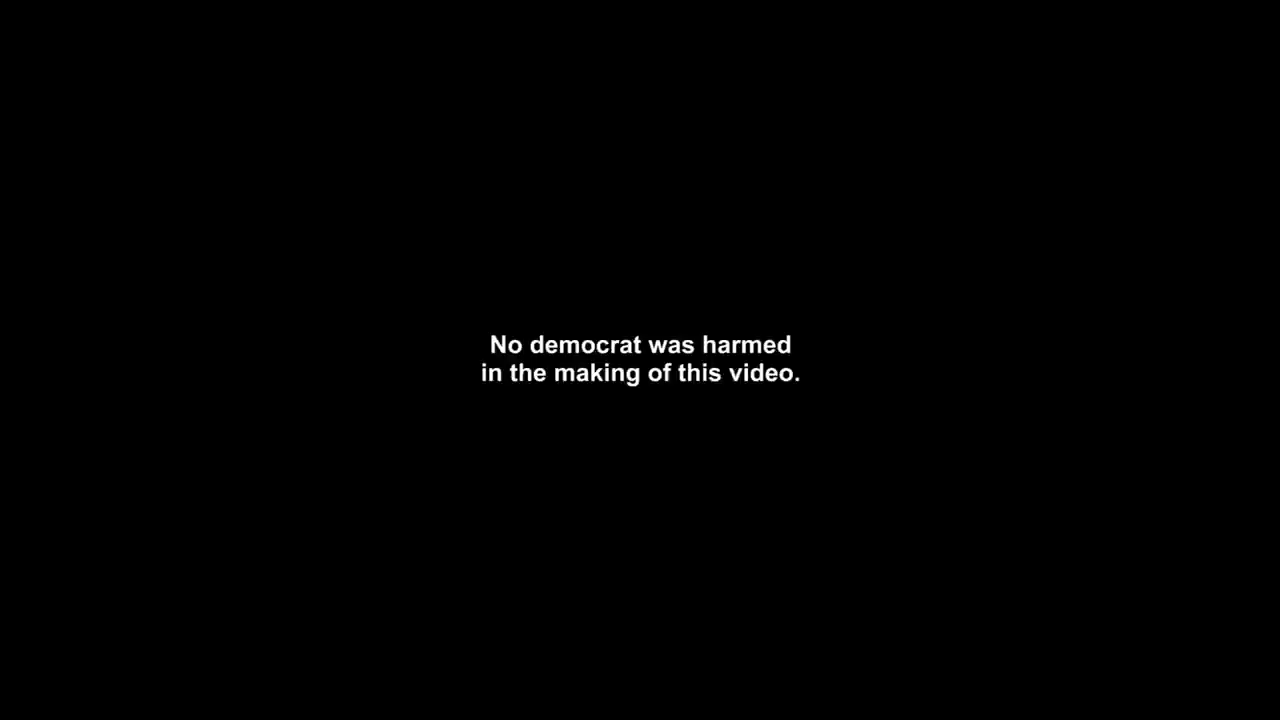 No democrat was harmed
in the making of this video.